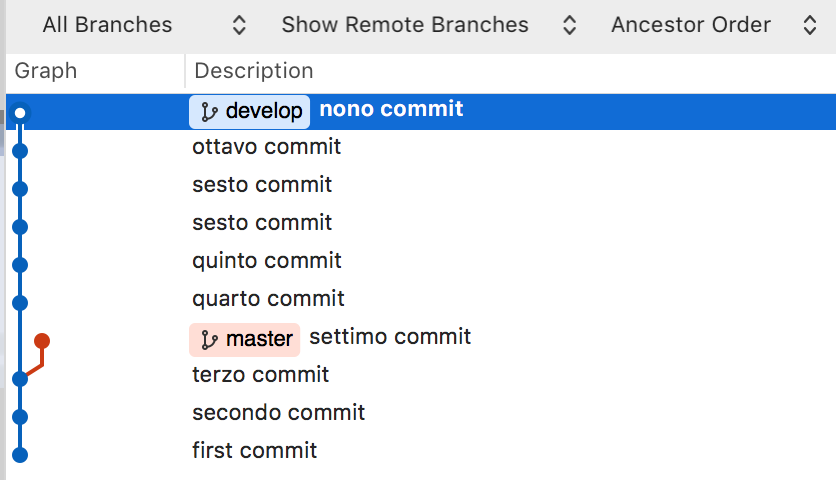 All Branches Show Remote Branches Ancestor Order
Graph Description
develop nono commit
ottavo commit
sesto commit
sesto commit
quinto commit
quarto commit
master settimo commit
terzo commit
secondo commit
first commit